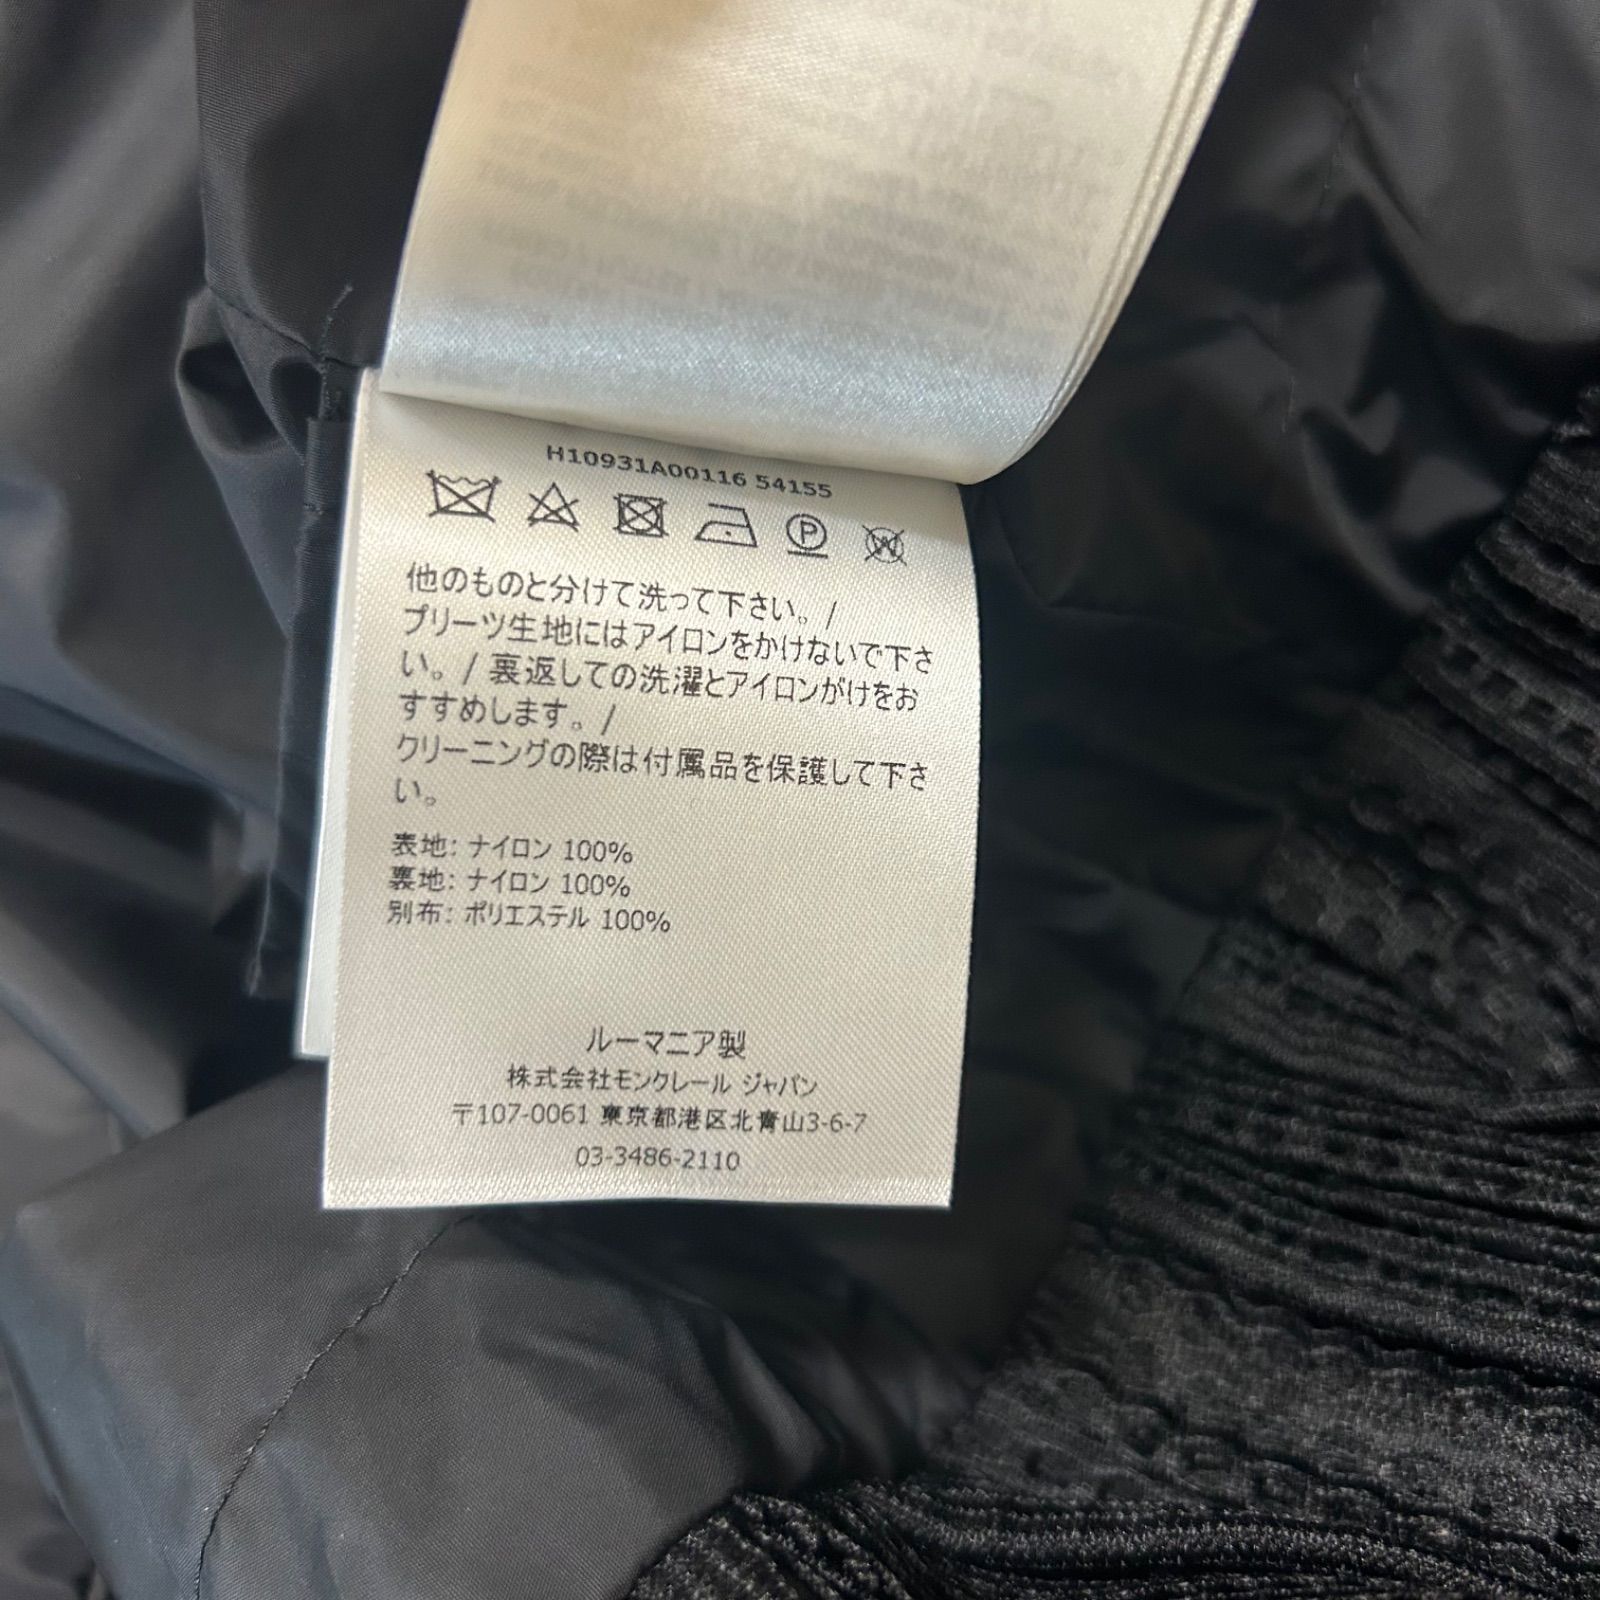 H10931A00116 54155
P
W
他のものと分けて洗って下さい。/
プリーツ生地にはアイロンをかけないで下さ
い。/ 裏返しての洗濯とアイロンがけをお
すすめします。/
クリーニングの際は付属品を保護して下さ
い。
表地: ナイロン 100%
裏地: ナイロン 100%
別布: ポリエステル 100%
ルーマニア製
株式会社モンクレール ジャパン
〒107-0061 東京都港区北青山3-6-7
03-3486-2110